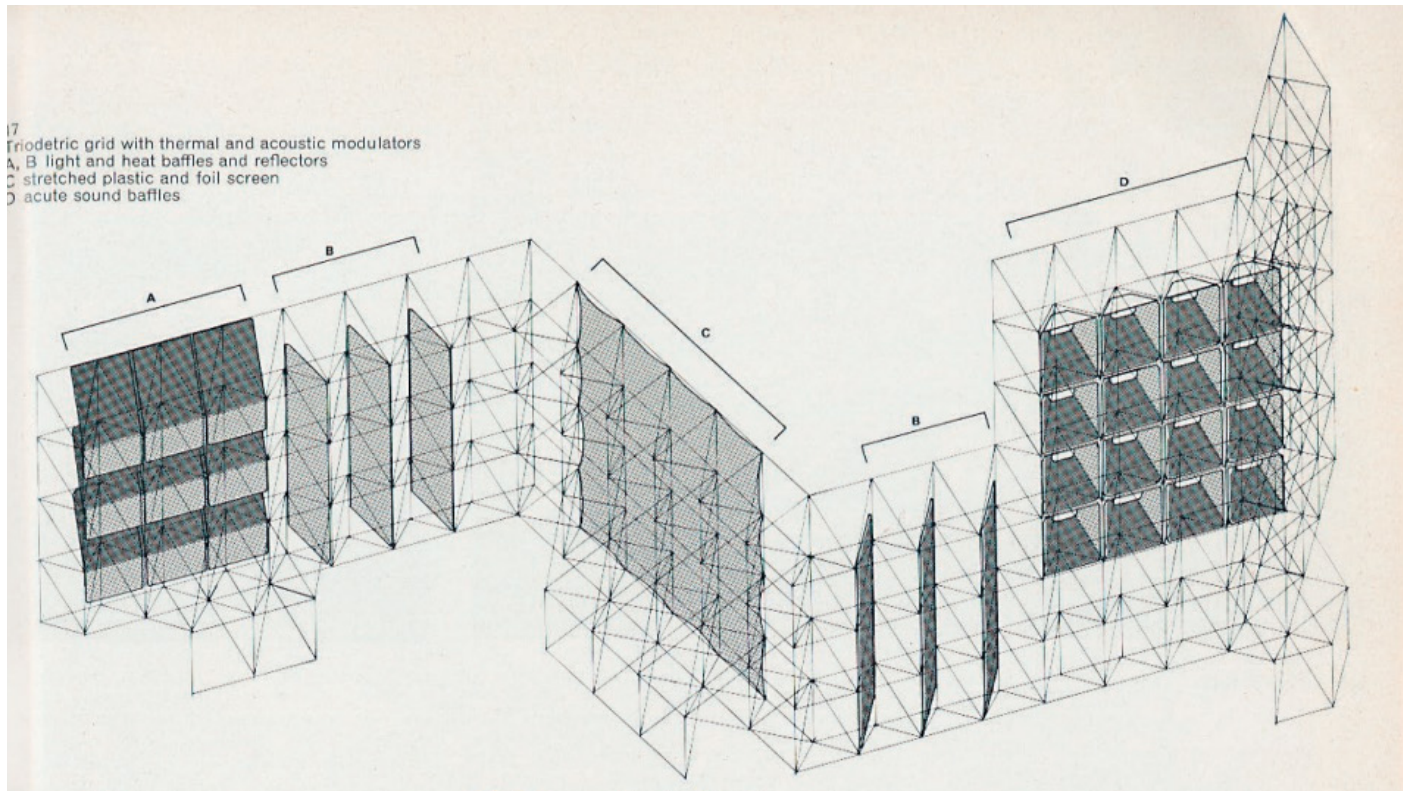 17
Triodetric grid with thermal and acoustic modulators
A, B light and heat baffles and reflectors
C stretched plastic and foil screen
D acute sound baffles
D
B
A
C
B